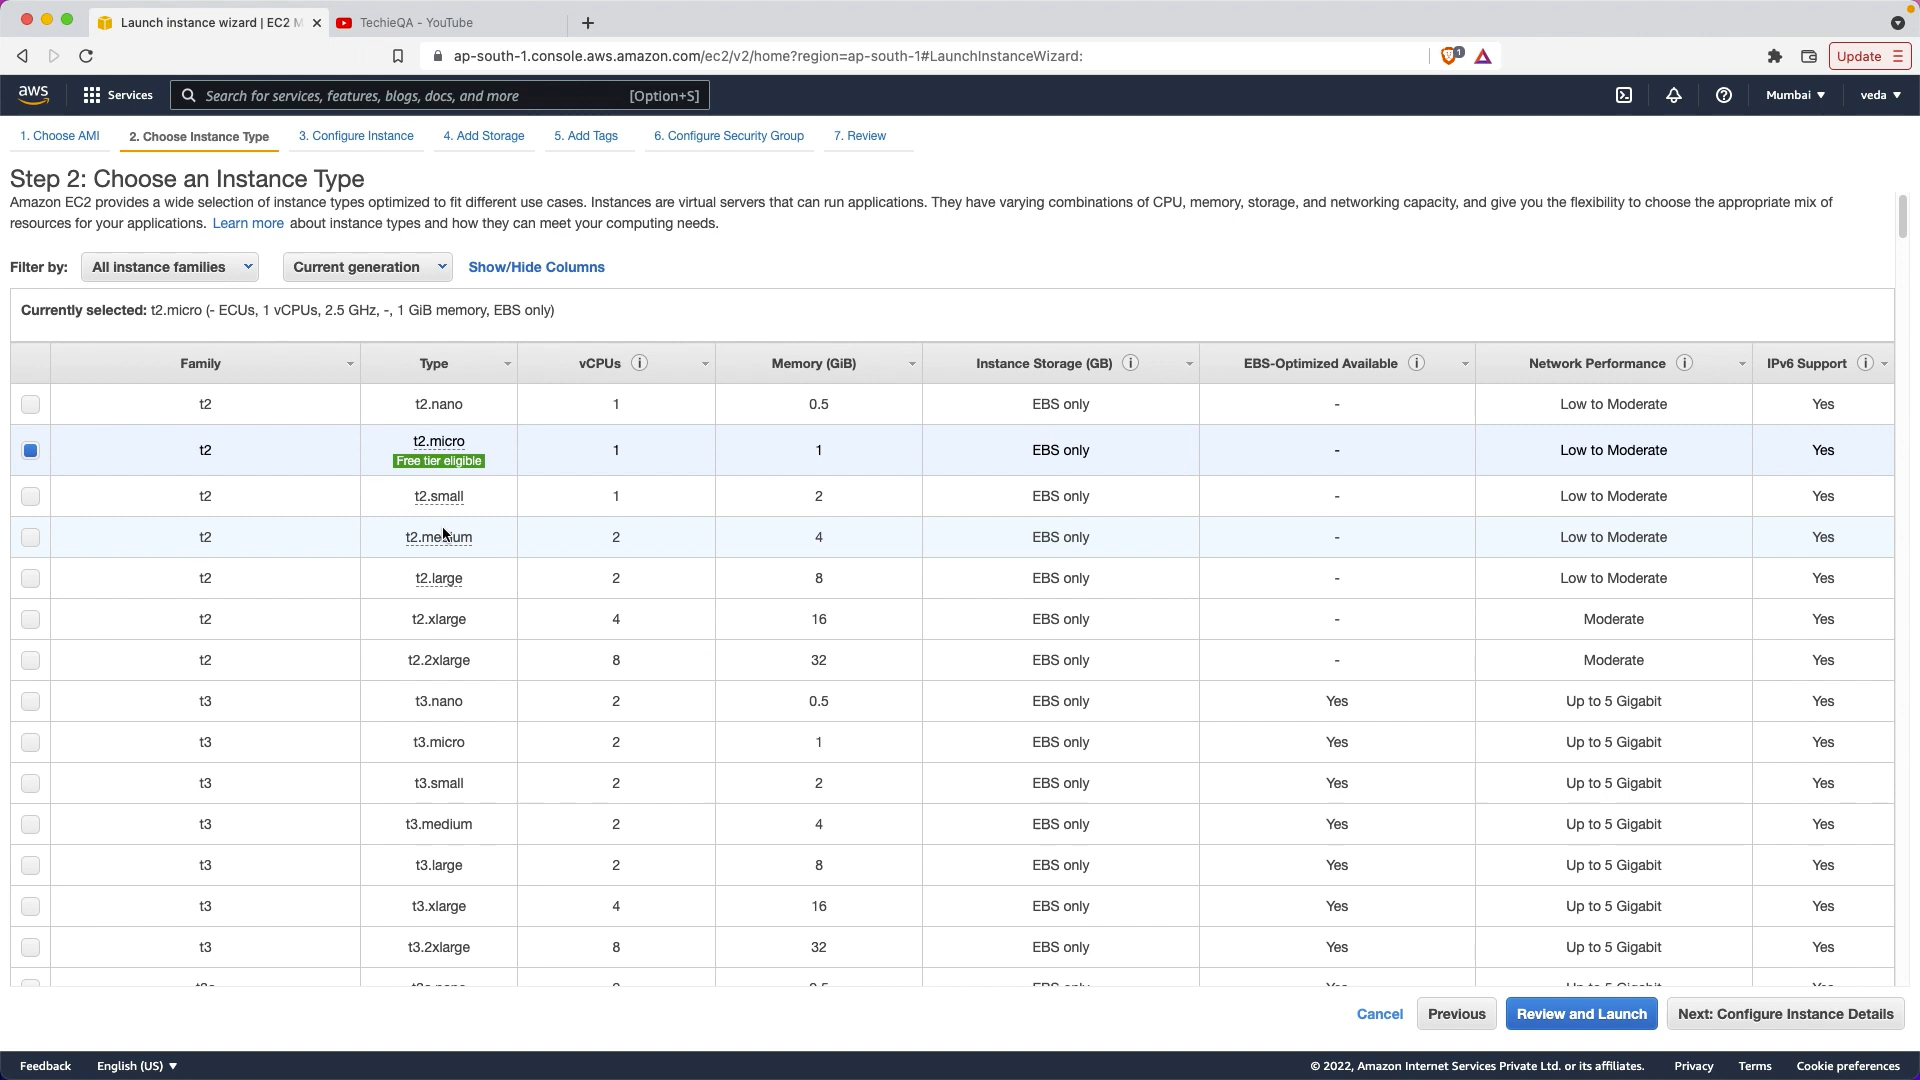 Launch instance wizard | EC2 M
TechieQA - YouTube
ap-south-1.console.aws.amazon.com/ec2/v2/home?region=ap-south-1#LaunchInstanceWizard:
1
Update
aws
Services
Search for services, features, blogs, docs, and more
[Option+S]
Mumbai
veda
1. Choose AMI
2. Choose Instance Type
3. Configure Instance
4. Add Storage
5. Add Tags
6. Configure Security Group
7. Review
Step 2: Choose an Instance Type
Amazon EC2 provides a wide selection of instance types optimized to fit different use cases. Instances are virtual servers that can run applications. They have varying combinations of CPU, memory, storage, and networking capacity, and give you the flexibility to choose the appropriate mix of
resources for your applications. Learn more about instance types and how they can meet your computing needs.
Filter by: All instance families Current generation Show/Hide Columns
Currently selected: t2.micro (- ECUs, 1 vCPUs, 2.5 GHz, -, 1 GiB memory, EBS only)
Family Type vCPUs Memory (GiB) Instance Storage (GB) EBS-Optimized Available Network Performance IPv6 Support
t2 t2.nano 1 0.5 EBS only - Low to Moderate Yes
t2 t2.micro 1 1 EBS only - Low to Moderate Yes
Free tier eligible
t2 t2.small 1 2 EBS only - Low to Moderate Yes
t2 t2.medium 2 4 EBS only - Low to Moderate Yes
t2 t2.large 2 8 EBS only - Low to Moderate Yes
t2 t2.xlarge 4 16 EBS only - Moderate Yes
t2 t2.2xlarge 8 32 EBS only - Moderate Yes
t3 t3.nano 2 0.5 EBS only Yes Up to 5 Gigabit Yes
t3 t3.micro 2 1 EBS only Yes Up to 5 Gigabit Yes
t3 t3.small 2 2 EBS only Yes Up to 5 Gigabit Yes
t3 t3.medium 2 4 EBS only Yes Up to 5 Gigabit Yes
t3 t3.large 2 8 EBS only Yes Up to 5 Gigabit Yes
t3 t3.xlarge 4 16 EBS only Yes Up to 5 Gigabit Yes
t3 t3.2xlarge 8 32 EBS only Yes Up to 5 Gigabit Yes
Cancel
Previous
Review and Launch
Next: Configure Instance Details
Feedback
English (US)
© 2022, Amazon Internet Services Private Ltd. or its affiliates.
Privacy
Terms
Cookie preferences